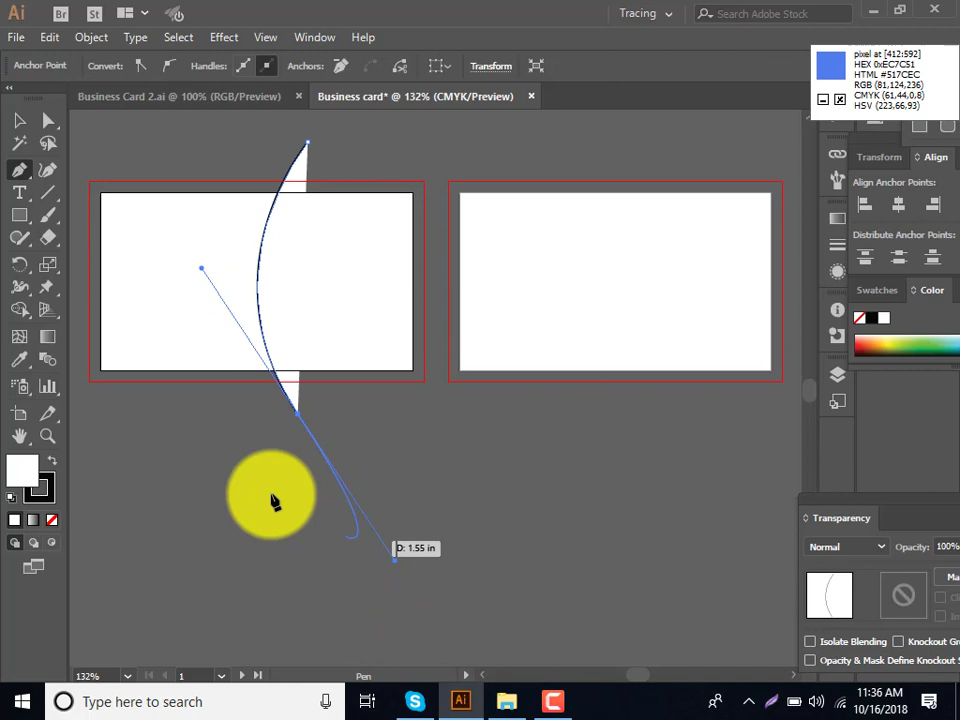 Ai
Br
St
Tracing
Search Adobe Stock
File Edit Object Type Select Effect View Window Help
pixel at [412:592]
HEX 0xEC7C51
HTML #517CEC
RGB (81,124,236)
CMYK (61,44,0,8)
HSV (223,66,93)
Anchor Point
Convert:
Handles:
Anchors:
Transform
Business Card 2.ai @ 100% (RGB/Preview) ×
Business card* @ 132% (CMYK/Preview) ×
Transform
Align
Align Anchor Points:
Distribute Anchor Points:
Swatches
Color
D: 1.55 in
Transparency
Normal
Opacity: 100%
Ma
Isolate Blending
Knockout Gr
Opacity & Mask Define Knockout S
132%
1
Pen
Type here to search
Ai
11:36 AM
10/16/2018